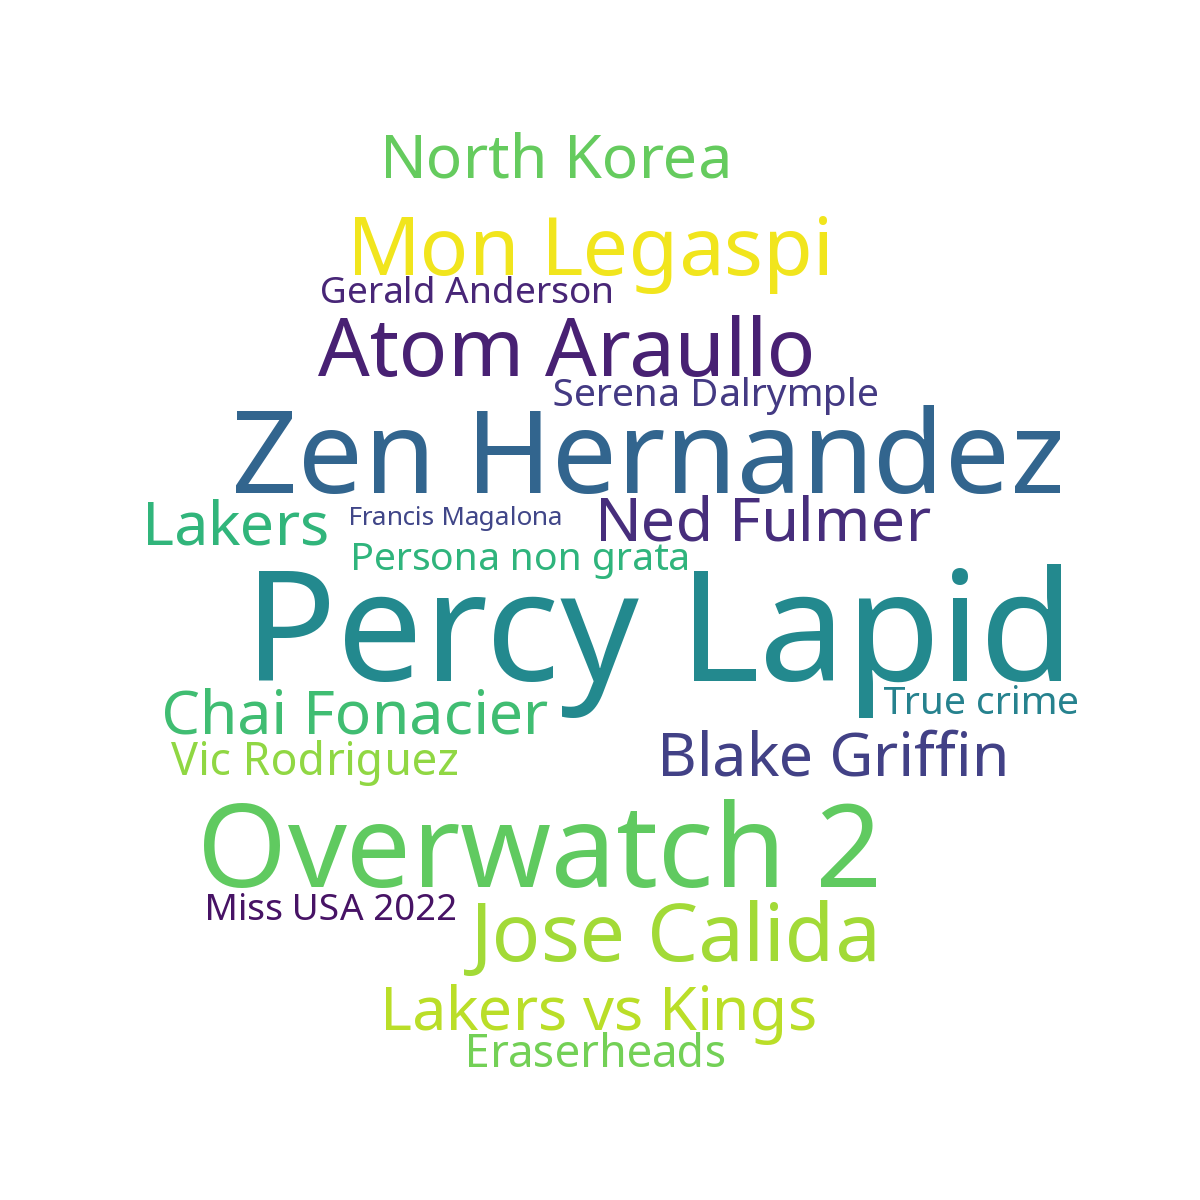 North Korea
Mon Legaspi
Gerald Anderson
Atom Araullo
Serena Dalrymple
Zen Hernandez
Lakers
Francis Magalona
Ned Fulmer
Persona non grata
Percy Lapid
True crime
Chai Fonacier
Vic Rodriguez
Blake Griffin
Overwatch 2
Miss USA 2022
Jose Calida
Lakers vs Kings
Eraserheads